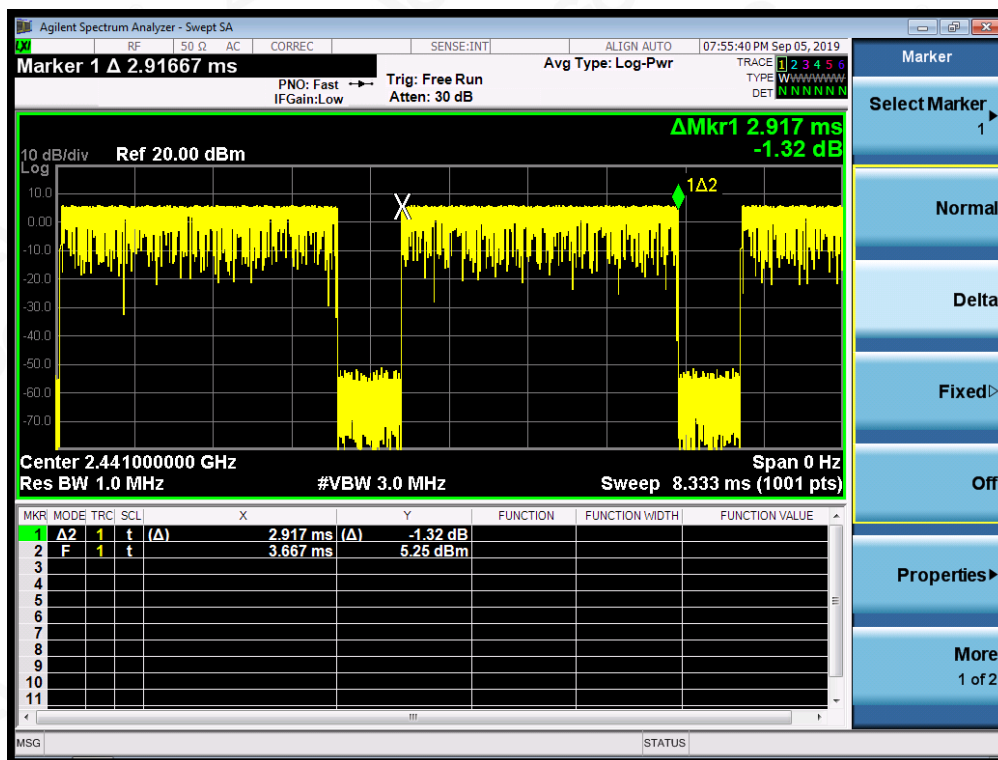 Agilent Spectrum Analyzer - Swept SA
LXI RF 50 Ω AC CORREC SENSE:INT ALIGN AUTO 07:55:40 PM Sep 05, 2019
Marker 1 Δ 2.91667 ms
PNO: Fast
IFGain:Low
Trig: Free Run
Atten: 30 dB
Avg Type: Log-Pwr
TRACE 1 2 3 4 5 6
TYPE WWWWWWW
DET N N N N N N
ΔMkr1 2.917 ms
-1.32 dB
10 dB/div Ref 20.00 dBm
Log
10.0
0.00
-10.0
-20.0
-30.0
-40.0
-50.0
-60.0
-70.0
1Δ2
X
Center 2.441000000 GHz Span 0 Hz
Res BW 1.0 MHz #VBW 3.0 MHz Sweep 8.333 ms (1001 pts)
MKR MODE TRC SCL X Y FUNCTION FUNCTION WIDTH FUNCTION VALUE
1 Δ2 1 t (Δ) 2.917 ms (Δ) -1.32 dB
2 F 1 t 3.667 ms 5.25 dBm
3
4
5
6
7
8
9
10
11
MSG STATUS
Marker
Select Marker
1
Normal
Delta
Fixed
Off
Properties
More
1 of 2